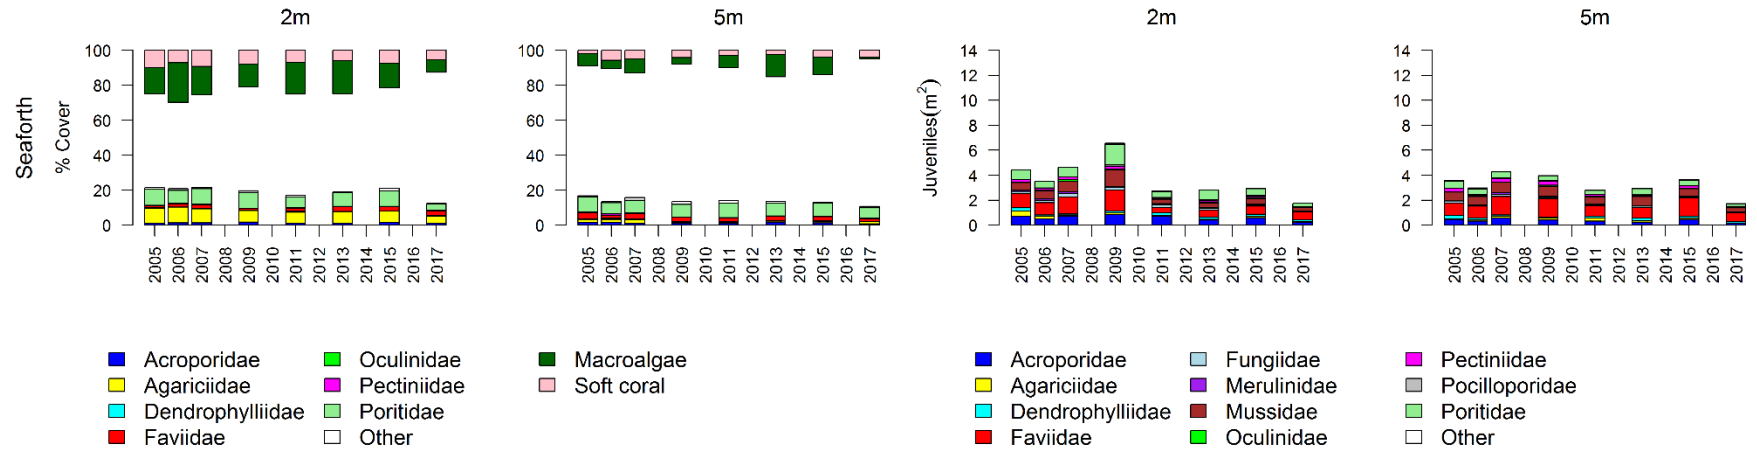 2m
5m
2m
5m
Seaforth
% Cover
100
80
60
40
20
0
2005
2006
2007
2008
2009
2010
2011
2012
2013
2014
2015
2016
2017
100
80
60
40
20
0
2005
2006
2007
2008
2009
2010
2011
2012
2013
2014
2015
2016
2017
Juveniles(m²)
14
12
10
8
6
4
2
0
2005
2006
2007
2008
2009
2010
2011
2012
2013
2014
2015
2016
2017
14
12
10
8
6
4
2
0
2005
2006
2007
2008
2009
2010
2011
2012
2013
2014
2015
2016
2017
Acroporidae
Agariciidae
Dendrophylliidae
Faviidae
Oculinidae
Pectiniidae
Poritidae
Other
Macroalgae
Soft coral
Acroporidae
Agariciidae
Dendrophylliidae
Faviidae
Fungiidae
Merulinidae
Mussidae
Oculinidae
Pectiniidae
Pocilloporidae
Poritidae
Other